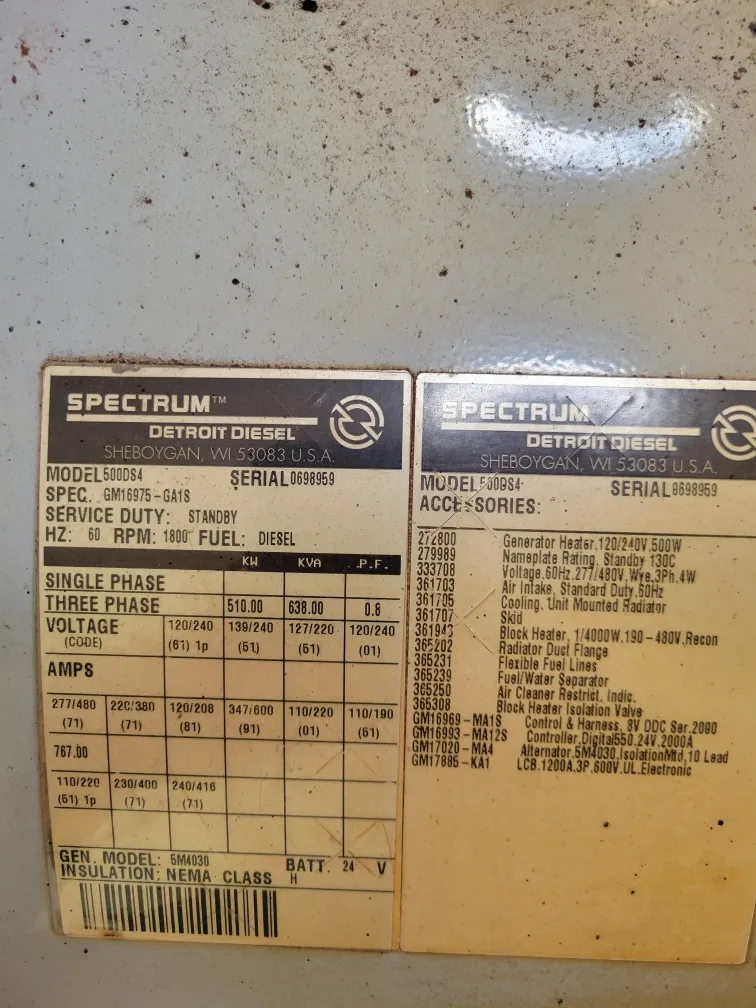 SPECTRUM™
DETROIT DIESEL
SHEBOYGAN, WI 53083 U.S.A.
MODEL 500DS4 SERIAL 0698959
SPEC. GM16975-GA1S
SERVICE DUTY: STANDBY
HZ: 60 RPM: 1800 FUEL: DIESEL
KW KVA P.F.
SINGLE PHASE
THREE PHASE 510.00 638.00 0.8
VOLTAGE 120/240 139/240 127/220 120/240
(CODE) (61) 1p (51) (61) (01)
AMPS
277/480 220/380 120/208 347/600 110/220 110/190
(71) (71) (81) (91) (01) (61)
767.00
110/220 230/400 240/416
(61) 1p (71) (71)
GEN. MODEL: 5M4030 BATT. 24 V
INSULATION: NEMA CLASS H
SPECTRUM
DETROIT DIESEL
SHEBOYGAN, WI 53083 U.S.A.
MODEL 500DS4 SERIAL 0698959
ACCESSORIES:
272800 Generator Heater,120/240V,500W
279989 Nameplate Rating, Standby 130C
333708 Voltage,60Hz,277/480V,Wye,3Ph,4W
361703 Air Intake, Standard Duty,60Hz
361705 Cooling, Unit Mounted Radiator
361707 Skid
361943 Block Heater, 1/4000W,190-480V,Recon
365202 Radiator Duct Flange
365231 Flexible Fuel Lines
365239 Fuel/Water Separator
365250 Air Cleaner Restrict. Indic.
365308 Block Heater Isolation Valve
GM16969-MA1S Control & Harness, 8V DDC Ser.2000
GM16993-MA12S Controller,Digital550,24V,2000A
GM17020-MA4 Alternator,5M4030,IsolationMtd,10 Lead
GM17885-KA1 LCB,1200A,3P,600V,UL,Electronic